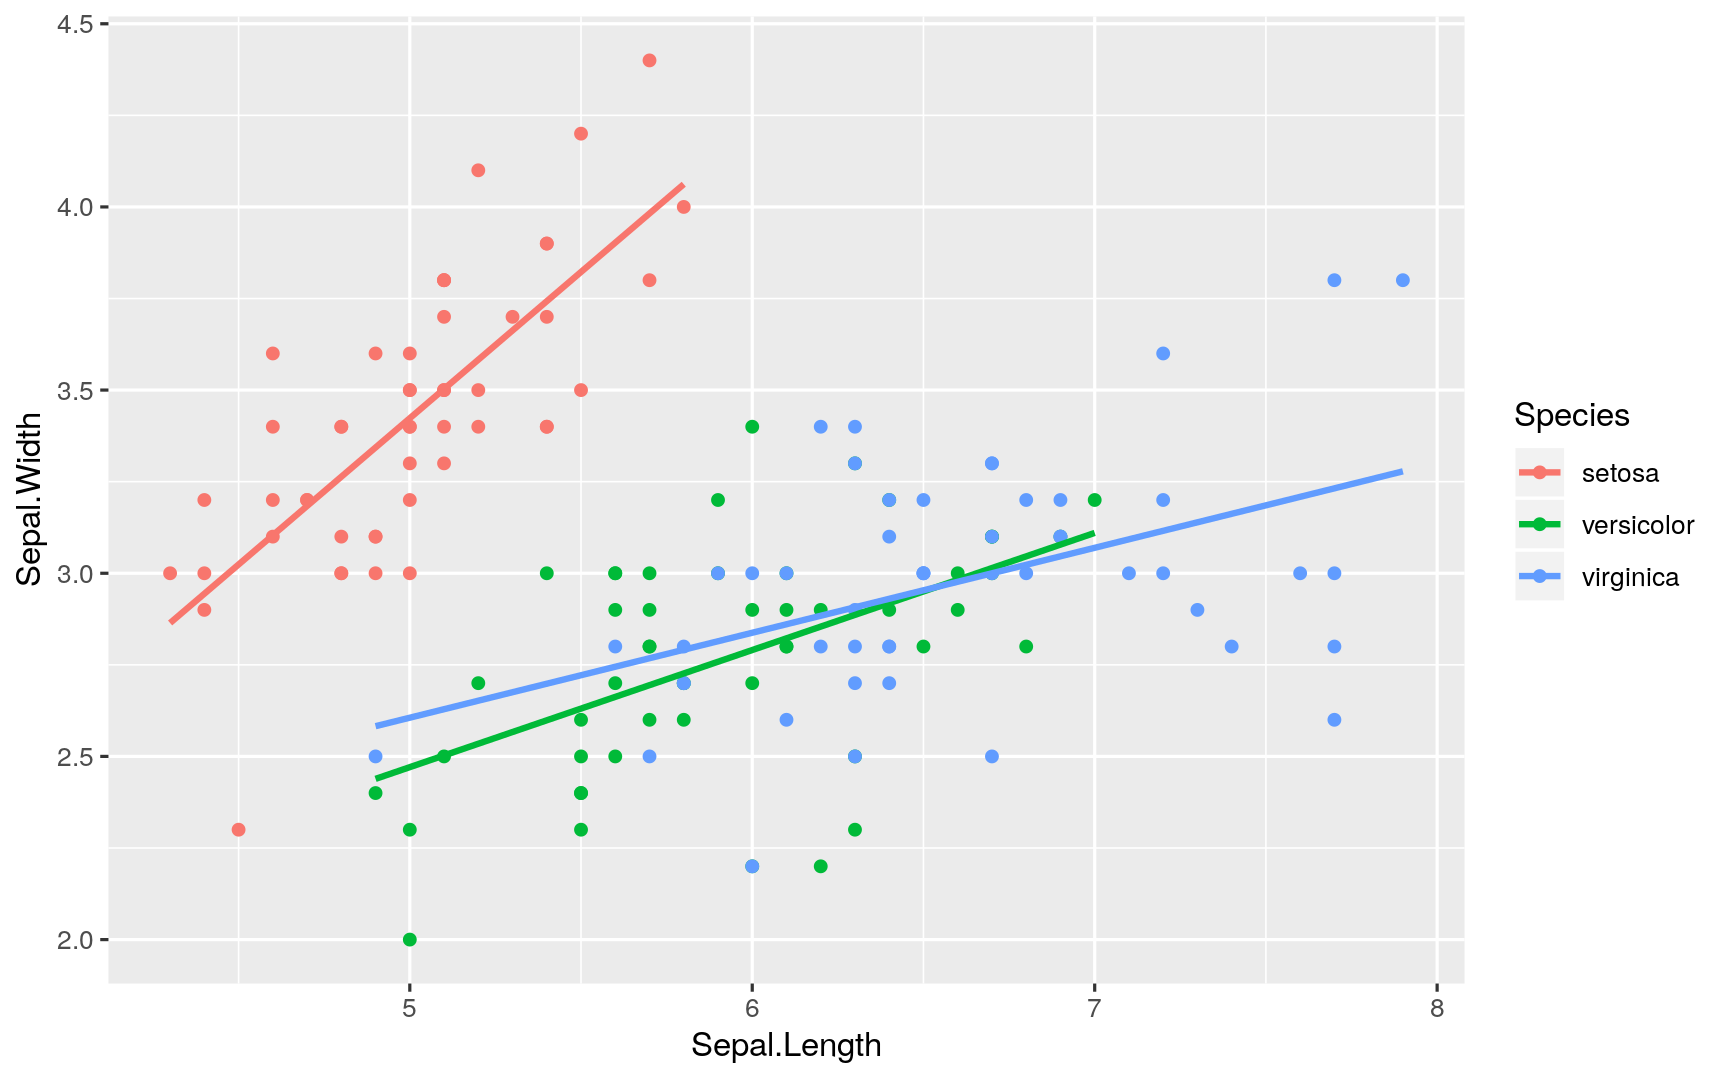 4.5
4.0
3.5
3.0
2.5
2.0
Sepal.Width
5 6 7 8
Sepal.Length
Species
setosa
versicolor
virginica